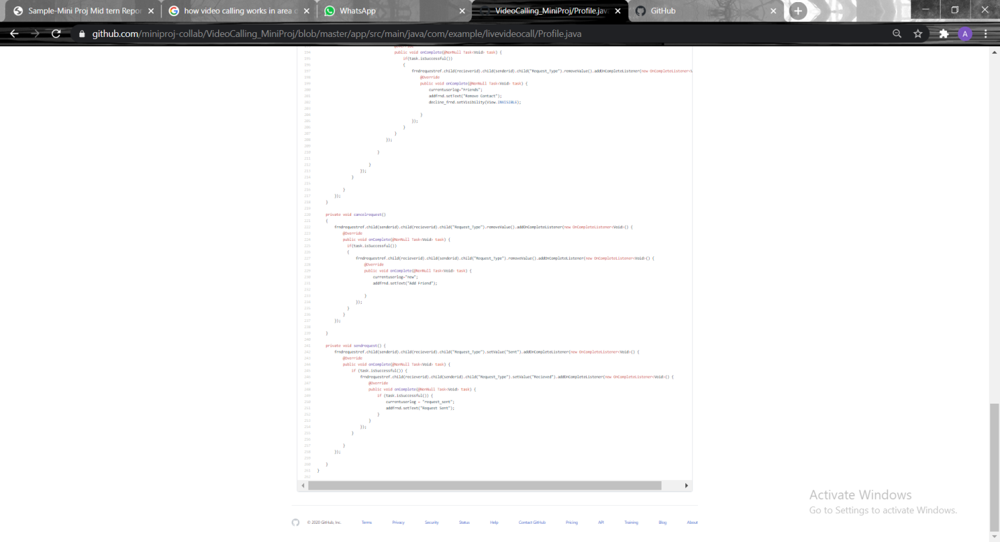 Sample-Mini Proj Mid tern Repor
how video calling works in area
WhatsApp
VideoCalling_MiniProj/Profile.jav
GitHub
github.com/miniproj-collab/VideoCalling_MiniProj/blob/master/app/src/main/java/com/example/livevideocall/Profile.java
A
public void onComplete(@NonNull Task<Void> task) {
if(task.isSuccessful())
{
frndrequestref.child(recieverid).child(senderid).child("Request_Type").removeValue().addOnCompleteListener(new OnCompleteListener<V
@Override
public void onComplete(@NonNull Task<Void> task) {
currentuserlog="Friends";
addfrnd.setText("Remove Contact");
decline_frnd.setVisibility(View.INVISIBLE);
}
});
}
}
});
}
}
});
}
}
});
}
private void cancelrequest()
{
frndrequestref.child(senderid).child(recieverid).child("Request_Type").removeValue().addOnCompleteListener(new OnCompleteListener<Void>() {
@Override
public void onComplete(@NonNull Task<Void> task) {
if(task.isSuccessful())
{
frndrequestref.child(recieverid).child(senderid).child("Request_Type").removeValue().addOnCompleteListener(new OnCompleteListener<Void>() {
@Override
public void onComplete(@NonNull Task<Void> task) {
currentuserlog="new";
addfrnd.setText("Add Friend");
}
});
}
}
});
}
private void sendrequest() {
frndrequestref.child(senderid).child(recieverid).child("Request_Type").setValue("Sent").addOnCompleteListener(new OnCompleteListener<Void>() {
@Override
public void onComplete(@NonNull Task<Void> task) {
if (task.isSuccessful()) {
frndrequestref.child(recieverid).child(senderid).child("Request_Type").setValue("Recieved").addOnCompleteListener(new OnCompleteListener<Void>() {
@Override
public void onComplete(@NonNull Task<Void> task) {
if (task.isSuccessful()) {
currentuserlog = "request_sent";
addfrnd.setText("Request Sent");
}
}
});
}
}
});
}
}
Activate Windows
Go to Settings to activate Windows.
© 2020 GitHub, Inc. Terms Privacy Security Status Help Contact GitHub Pricing API Training Blog About